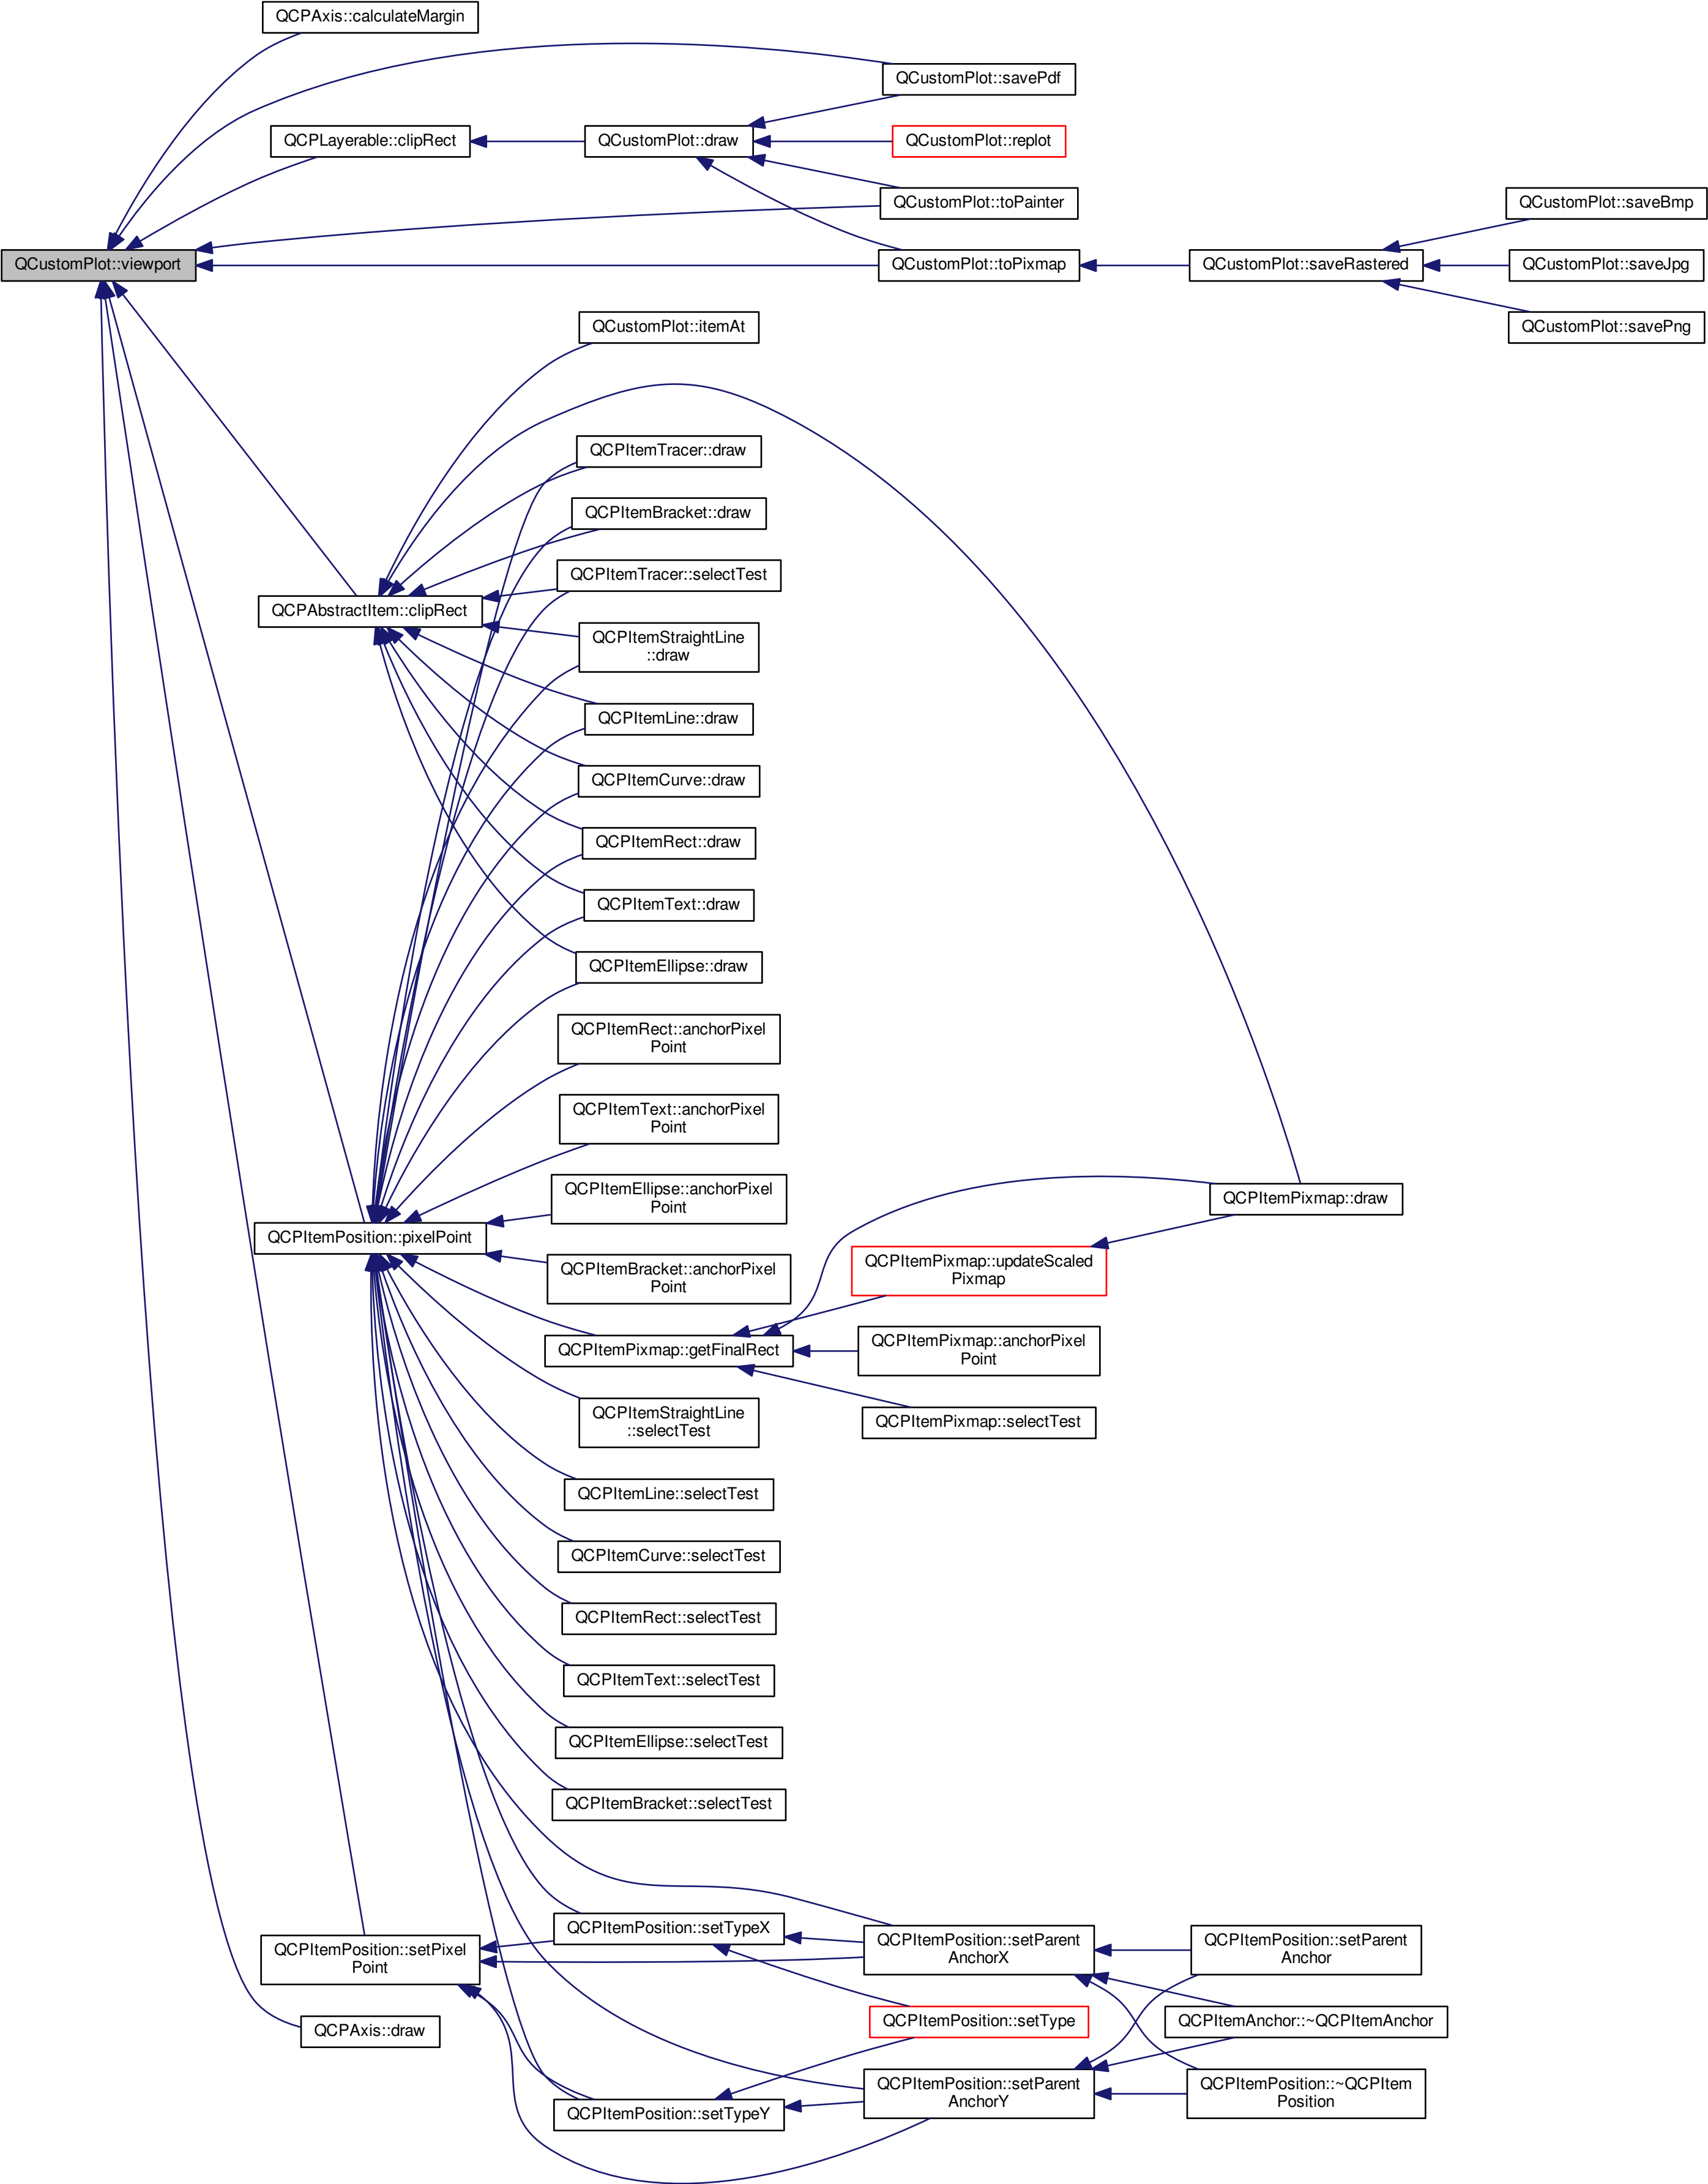 QCPAxis::calculateMargin
QCustomPlot::savePdf
QCPLayerable::clipRect
QCustomPlot::draw
QCustomPlot::replot
QCustomPlot::toPainter
QCustomPlot::saveBmp
QCustomPlot::viewport
QCustomPlot::toPixmap
QCustomPlot::saveRastered
QCustomPlot::saveJpg
QCustomPlot::itemAt
QCustomPlot::savePng
QCPItemTracer::draw
QCPItemBracket::draw
QCPItemTracer::selectTest
QCPAbstractItem::clipRect
QCPItemStraightLine
::draw
QCPItemLine::draw
QCPItemCurve::draw
QCPItemRect::draw
QCPItemText::draw
QCPItemEllipse::draw
QCPItemRect::anchorPixel
Point
QCPItemText::anchorPixel
Point
QCPItemEllipse::anchorPixel
Point
QCPItemPixmap::draw
QCPItemPosition::pixelPoint
QCPItemBracket::anchorPixel
Point
QCPItemPixmap::updateScaled
Pixmap
QCPItemPixmap::getFinalRect
QCPItemPixmap::anchorPixel
Point
QCPItemStraightLine
::selectTest
QCPItemPixmap::selectTest
QCPItemLine::selectTest
QCPItemCurve::selectTest
QCPItemRect::selectTest
QCPItemText::selectTest
QCPItemEllipse::selectTest
QCPItemBracket::selectTest
QCPItemPosition::setTypeX
QCPItemPosition::setPixel
Point
QCPItemPosition::setParent
AnchorX
QCPItemPosition::setParent
Anchor
QCPAxis::draw
QCPItemPosition::setType
QCPItemAnchor::~QCPItemAnchor
QCPItemPosition::setTypeY
QCPItemPosition::setParent
AnchorY
QCPItemPosition::~QCPItem
Position